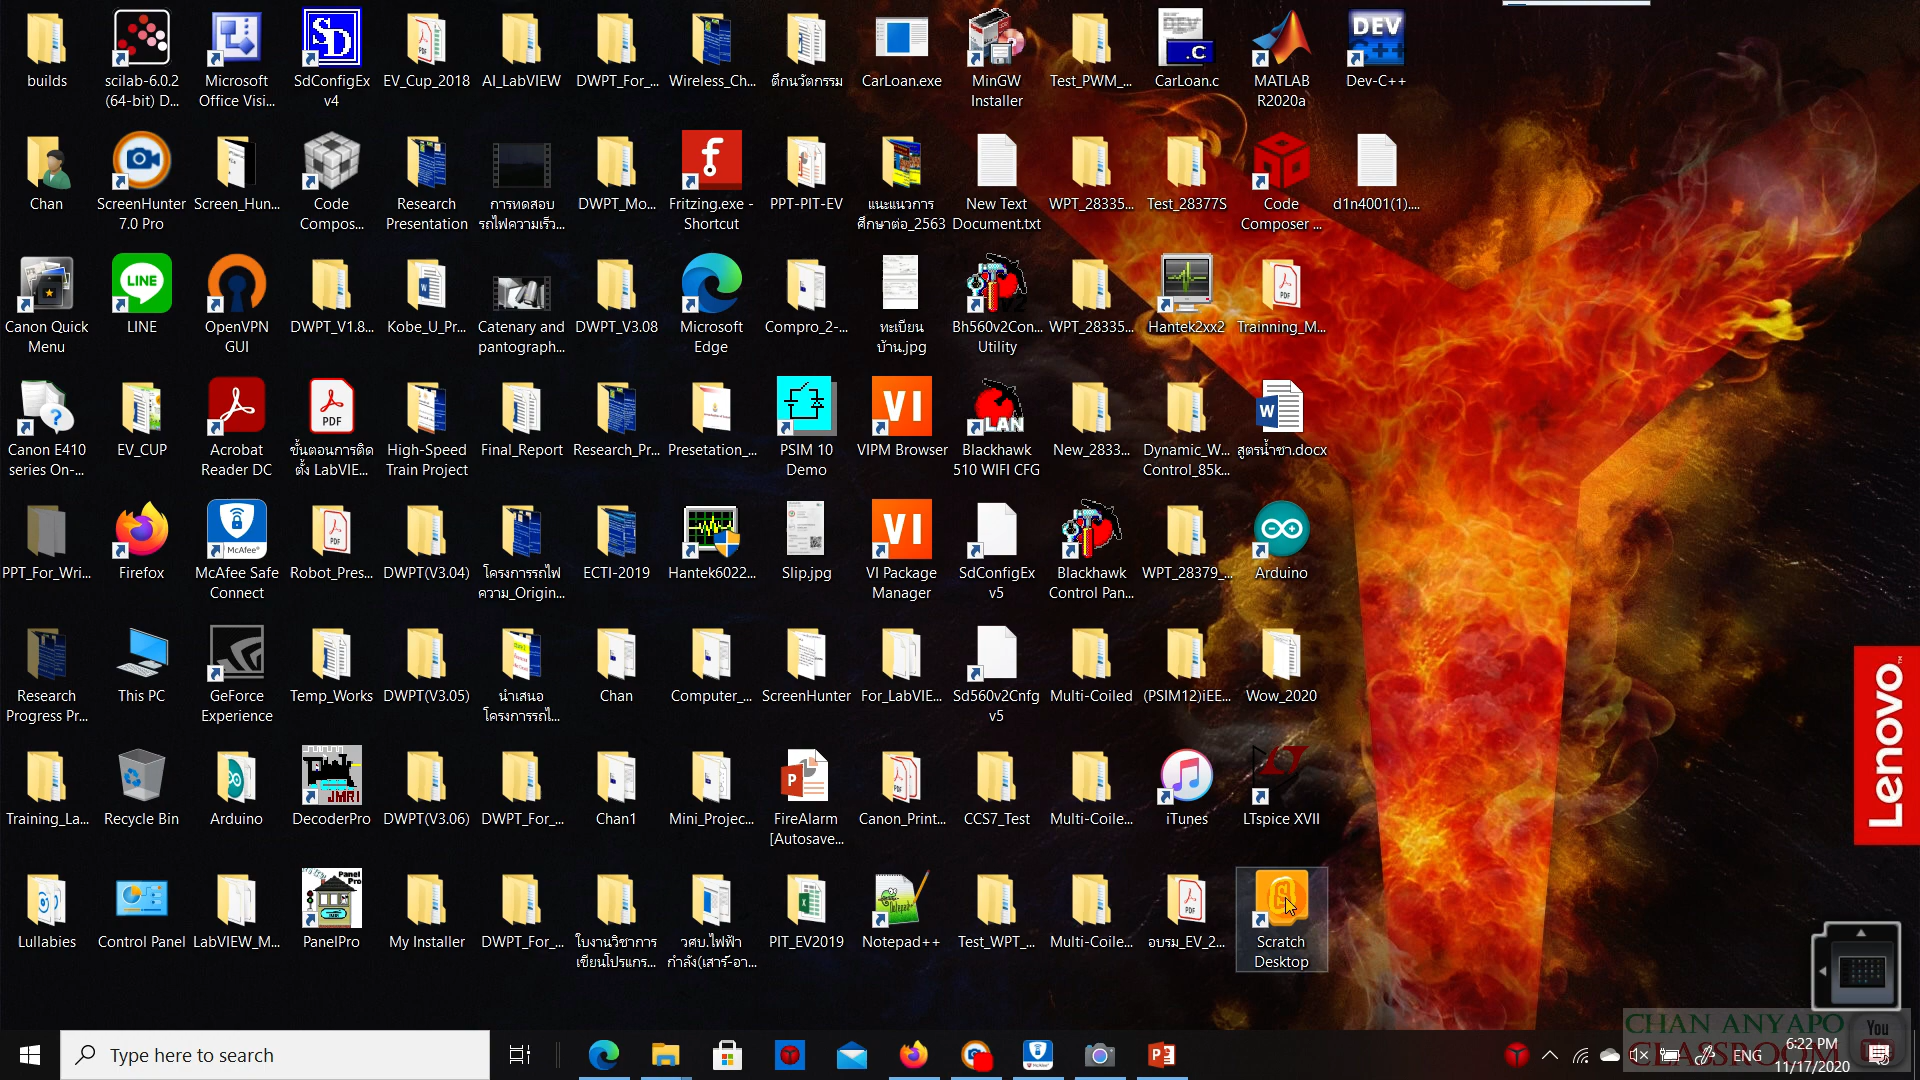 builds
scilab-6.0.2
(64-bit) D...
Microsoft
Office Visi...
SdConfigEx
v4
EV_Cup_2018
AI_LabVIEW
DWPT_For_...
Wireless_Ch...
ตึกนวัตกรรม
CarLoan.exe
MinGW
Installer
Test_PWM_...
CarLoan.c
MATLAB
R2020a
Dev-C++
Chan
ScreenHunter
7.0 Pro
Screen_Hun...
Code
Compos...
Research
Presentation
การทดสอบ
รถไฟความเร็ว...
DWPT_Mo...
Fritzing.exe -
Shortcut
PPT-PIT-EV
แนะแนวการ
ศึกษาต่อ_2563
New Text
Document.txt
WPT_28335...
Test_28377S
Code
Composer ...
d1n4001(1)....
Canon Quick
Menu
LINE
OpenVPN
GUI
DWPT_V1.8...
Kobe_U_Pr...
Catenary and
pantograph...
DWPT_V3.08
Microsoft
Edge
Compro_2-...
ทะเบียน
บ้าน.jpg
Bh560v2Con...
Utility
WPT_28335...
Hantek2xx2
Trainning_M...
Canon E410
series On-...
EV_CUP
Acrobat
Reader DC
ขั้นตอนการติด
ตั้ง LabVIE...
High-Speed
Train Project
Final_Report
Research_Pr...
Presetation_...
PSIM 10
Demo
VIPM Browser
Blackhawk
510 WIFI CFG
New_2833...
Dynamic_W...
Control_85k...
สูตรน้ำชา.docx
PPT_For_Wri...
Firefox
McAfee Safe
Connect
Robot_Pres...
DWPT(V3.04)
โครงการรถไฟ
ความ_Origin...
ECTI-2019
Hantek6022...
Slip.jpg
VI Package
Manager
SdConfigEx
v5
Blackhawk
Control Pan...
WPT_28379_...
Arduino
Research
Progress Pr...
This PC
GeForce
Experience
Temp_Works
DWPT(V3.05)
นำเสนอ
โครงการรถไ...
Chan
Computer_...
ScreenHunter
For_LabVIE...
Sd560v2Cnfg
v5
Multi-Coiled
(PSIM12)iEE...
Wow_2020
Training_La...
Recycle Bin
Arduino
DecoderPro
DWPT(V3.06)
DWPT_For_...
Chan1
Mini_Projec...
FireAlarm
[Autosave...
Canon_Print...
CCS7_Test
Multi-Coile...
iTunes
LTspice XVII
Lullabies
Control Panel
LabVIEW_M...
PanelPro
My Installer
DWPT_For_...
ใบงานวิชาการ
เขียนโปรแกร...
วศบ.ไฟฟ้า
กำลัง(เสาร์-อา...
PIT_EV2019
Notepad++
Test_WPT_...
Multi-Coile...
อบรม_EV_2...
Scratch
Desktop
Lenovo
CHAN ANYAPO
CLASSROOM
You
Type here to search
ENG
6:22 PM
11/17/2020